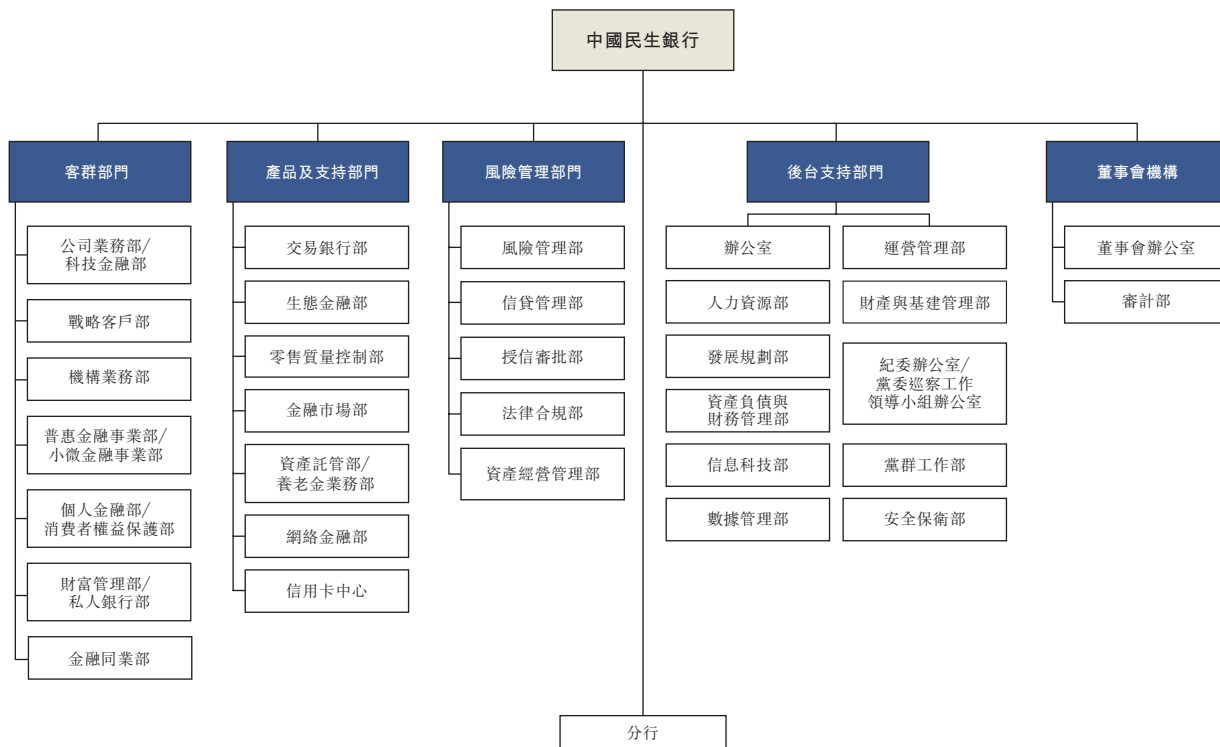 中國民生銀行
客群部門
產品及支持部門
風險管理部門
後台支持部門
董事會機構
公司業務部/
科技金融部
戰略客戶部
機構業務部
普惠金融事業部/
小微金融事業部
個人金融部/
消費者權益保護部
財富管理部/
私人銀行部
金融同業部
交易銀行部
生態金融部
零售質量控制部
金融市場部
資產託管部/
養老金業務部
網絡金融部
信用卡中心
風險管理部
信貸管理部
授信審批部
法律合規部
資產經營管理部
辦公室
人力資源部
發展規劃部
資產負債與
財務管理部
信息科技部
數據管理部
運營管理部
財產與基建管理部
紀委辦公室/
黨委巡察工作
領導小組辦公室
黨群工作部
安全保衛部
董事會辦公室
審計部
分行